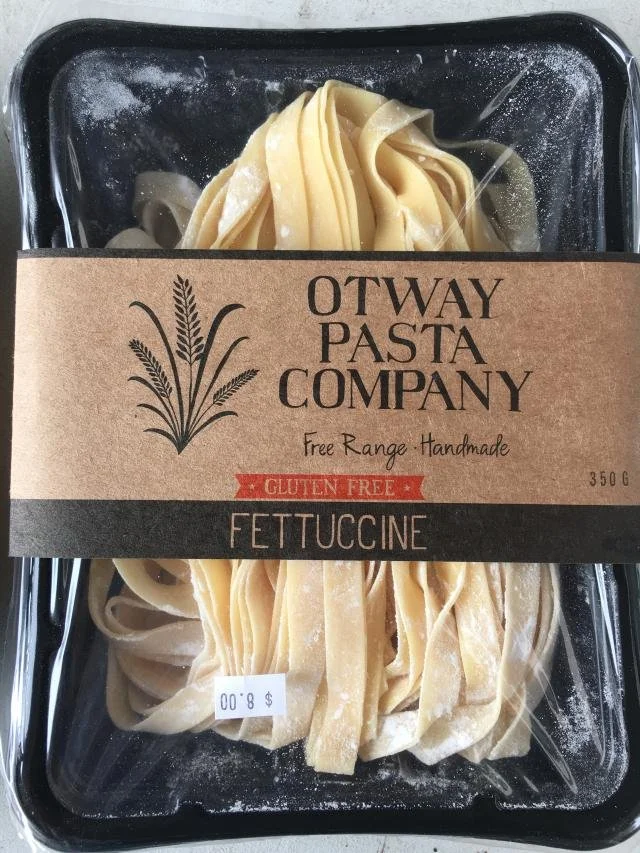 OTWAY
PASTA
COMPANY
Free Range · Handmade
350 G
GLUTEN FREE
FETTUCCINE
$ 8.00